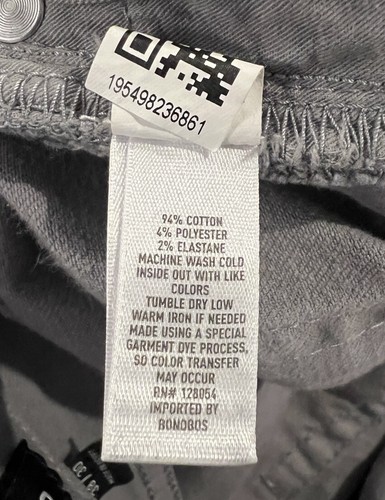 195498236861
94% COTTON
4% POLYESTER
2% ELASTANE
MACHINE WASH COLD
INSIDE OUT WITH LIKE
COLORS
TUMBLE DRY LOW
WARM IRON IF NEEDED
MADE USING A SPECIAL
GARMENT DYE PROCESS,
SO COLOR TRANSFER
MAY OCCUR
RN# 128054
IMPORTED BY
BONOBOS